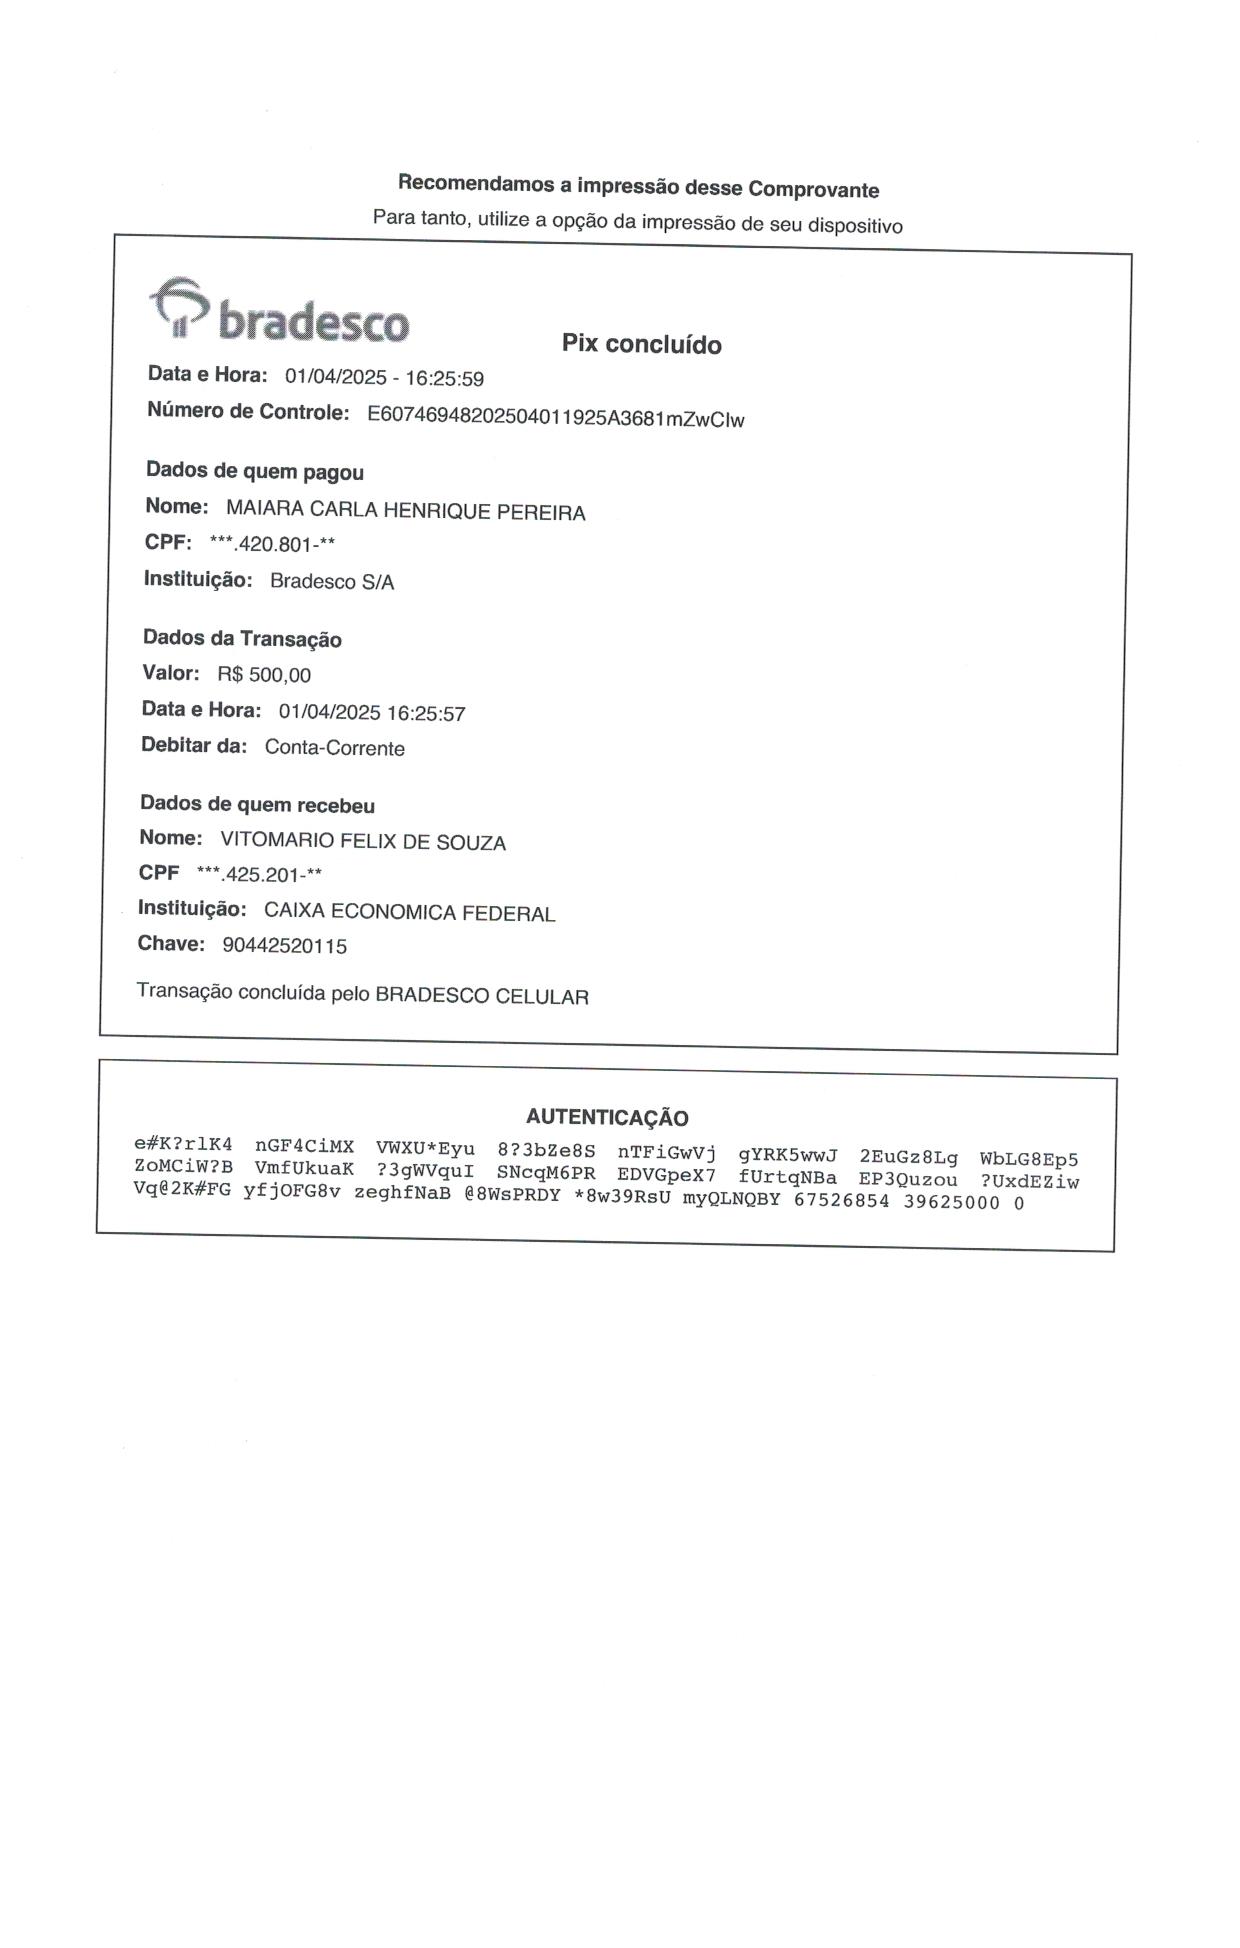 Recomendamos a impressão desse Comprovante
Para tanto, utilize a opção da impressão de seu dispositivo
bradesco
Pix concluído
Data e Hora: 01/04/2025 - 16:25:59
Número de Controle: E60746948202504011925A3681mZwClw
Dados de quem pagou
Nome: MAIARA CARLA HENRIQUE PEREIRA
CPF: ***.420.801-**
Instituição: Bradesco S/A
Dados da Transação
Valor: R$ 500,00
Data e Hora: 01/04/2025 16:25:57
Debitar da: Conta-Corrente
Dados de quem recebeu
Nome: VITOMARIO FELIX DE SOUZA
CPF ***.425.201-**
Instituição: CAIXA ECONOMICA FEDERAL
Chave: 90442520115
Transação concluída pelo BRADESCO CELULAR
AUTENTICAÇÃO
e#K?rlK4 nGF4CiMX VWXU*Eyu 8?3bZe8S nTFiGwVj gYRK5wwJ 2EuGz8Lg WbLG8Ep5
ZoMCiW?B VmfUkuaK ?3gWVquI SNcqM6PR EDVGpeX7 fUrtqNBa EP3Quzou ?UxdEZiw
Vq@2K#FG yfjOFG8v zeghfNaB @8WsPRDY *8w39RsU myQLNQBY 67526854 39625000 0